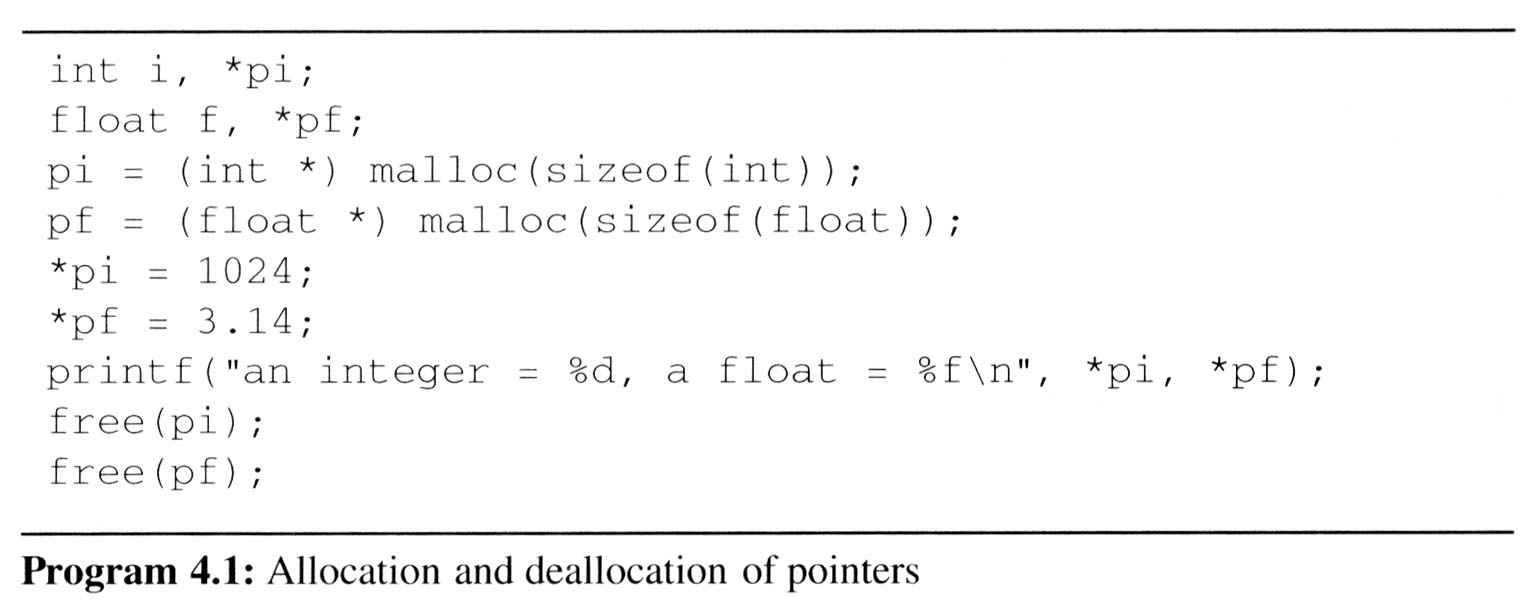 int i, *pi;
float f, *pf;
pi = (int *) malloc(sizeof(int));
pf = (float *) malloc(sizeof(float));
*pi = 1024;
*pf = 3.14;
printf("an integer = %d, a float = %f\n", *pi, *pf);
free(pi);
free(pf);
Program 4.1: Allocation and deallocation of pointers